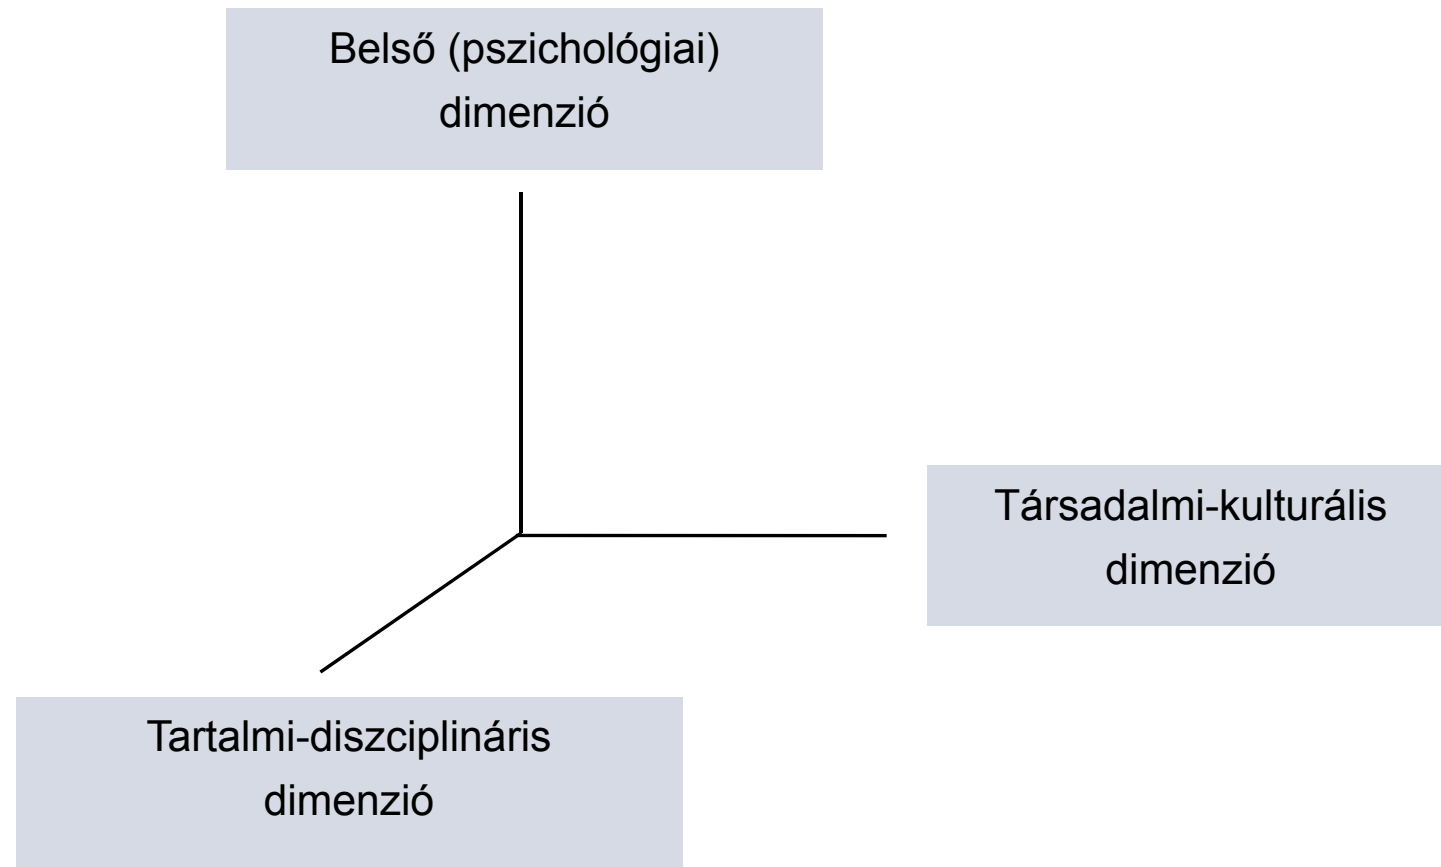 Belső (pszichológiai)
dimenzió
Társadalmi-kulturális
dimenzió
Tartalmi-diszciplináris
dimenzió